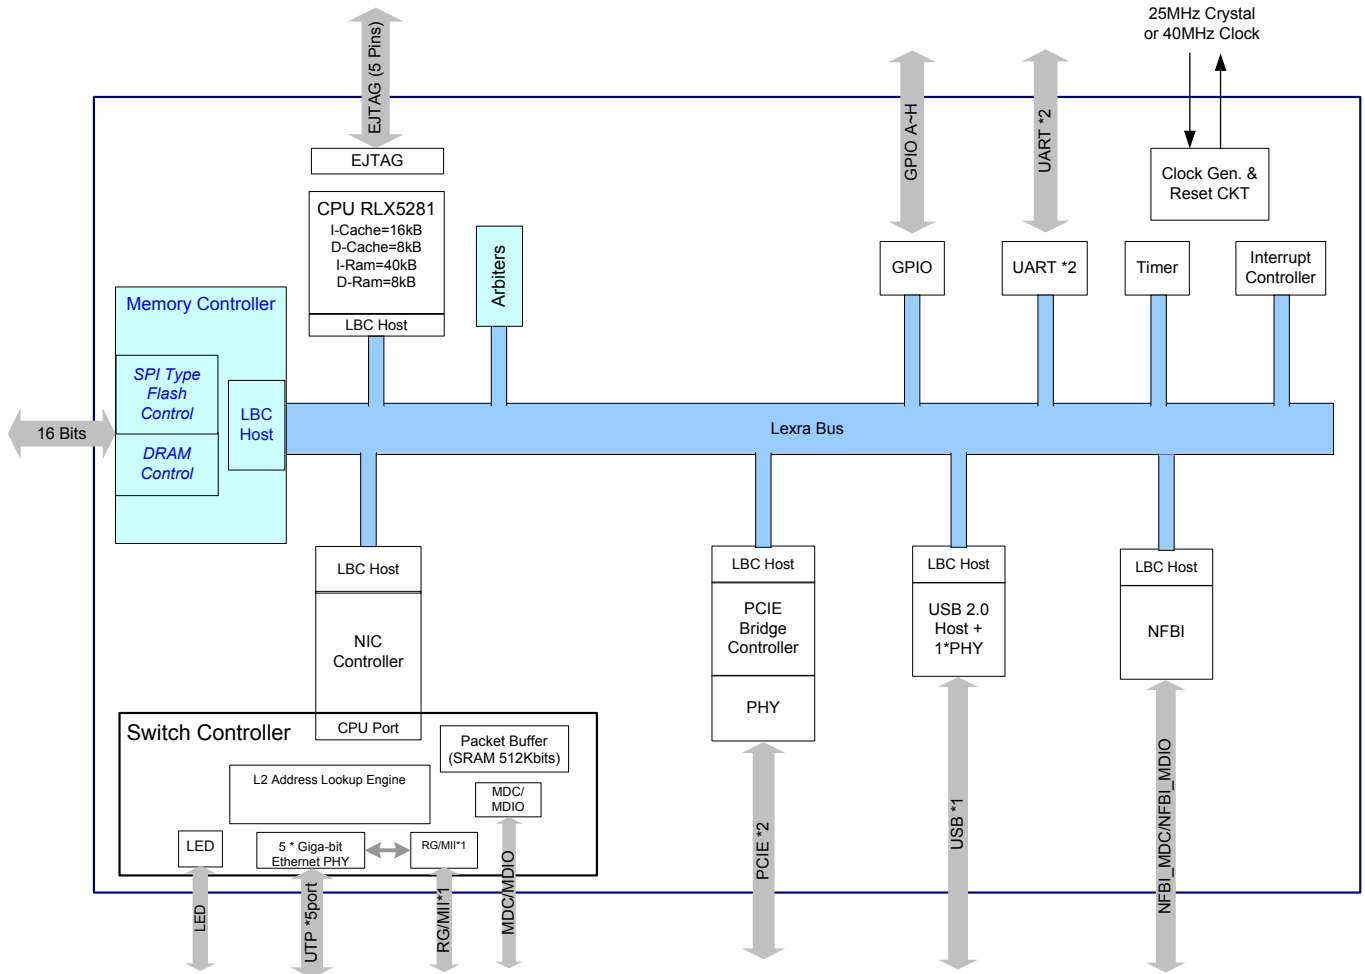 25MHz Crystal
or 40MHz Clock
EJTAG (5 Pins)
GPIO A~H
UART *2
EJTAG
Clock Gen. &
Reset CKT
CPU RLX5281
I-Cache=16kB
D-Cache=8kB
I-Ram=40kB
D-Ram=8kB
LBC Host
Arbiters
GPIO
UART *2
Timer
Interrupt
Controller
Memory Controller
SPI Type
Flash
Control
LBC
Host
16 Bits
DRAM
Control
Lexra Bus
LBC Host
NIC
Controller
CPU Port
LBC Host
PCIE
Bridge
Controller
PHY
LBC Host
USB 2.0
Host +
1*PHY
LBC Host
NFBI
Switch Controller
Packet Buffer
(SRAM 512Kbits)
L2 Address Lookup Engine
MDC/
MDIO
LED
5 * Giga-bit
Ethernet PHY
RG/MII*1
LED
UTP *5port
RG/MII*1
MDC/MDIO
PCIE *2
USB *1
NFBI_MDC/NFBI_MDIO